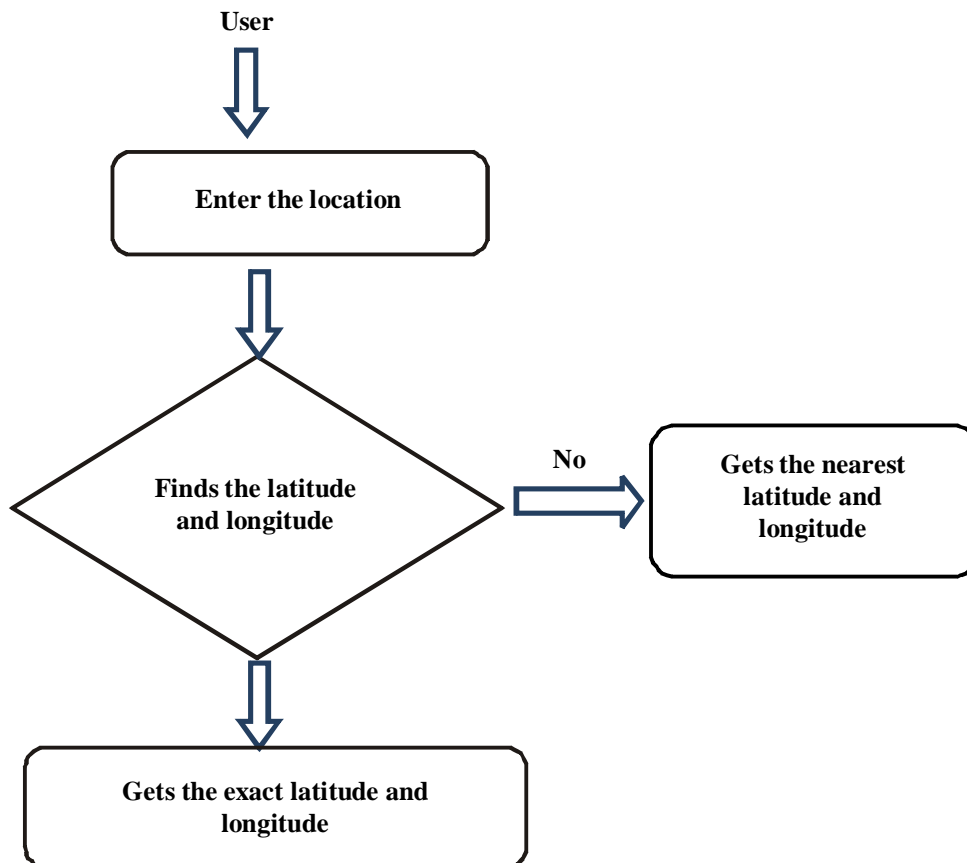 User
Enter the location
Finds the latitude
and longitude
No
Gets the nearest
latitude and
longitude
Gets the exact latitude and
longitude